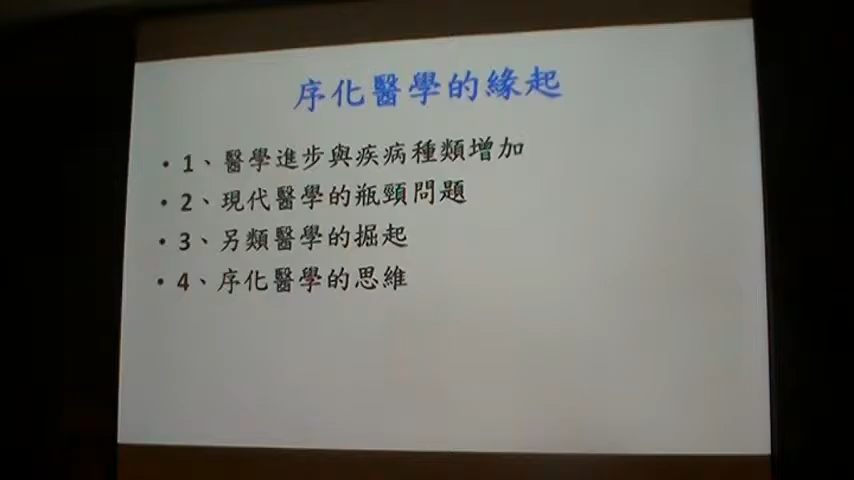 序化醫學的緣起
• 1、醫學進步與疾病種類增加
• 2、現代醫學的瓶頸問題
• 3、另類醫學的掘起
• 4、序化醫學的思維